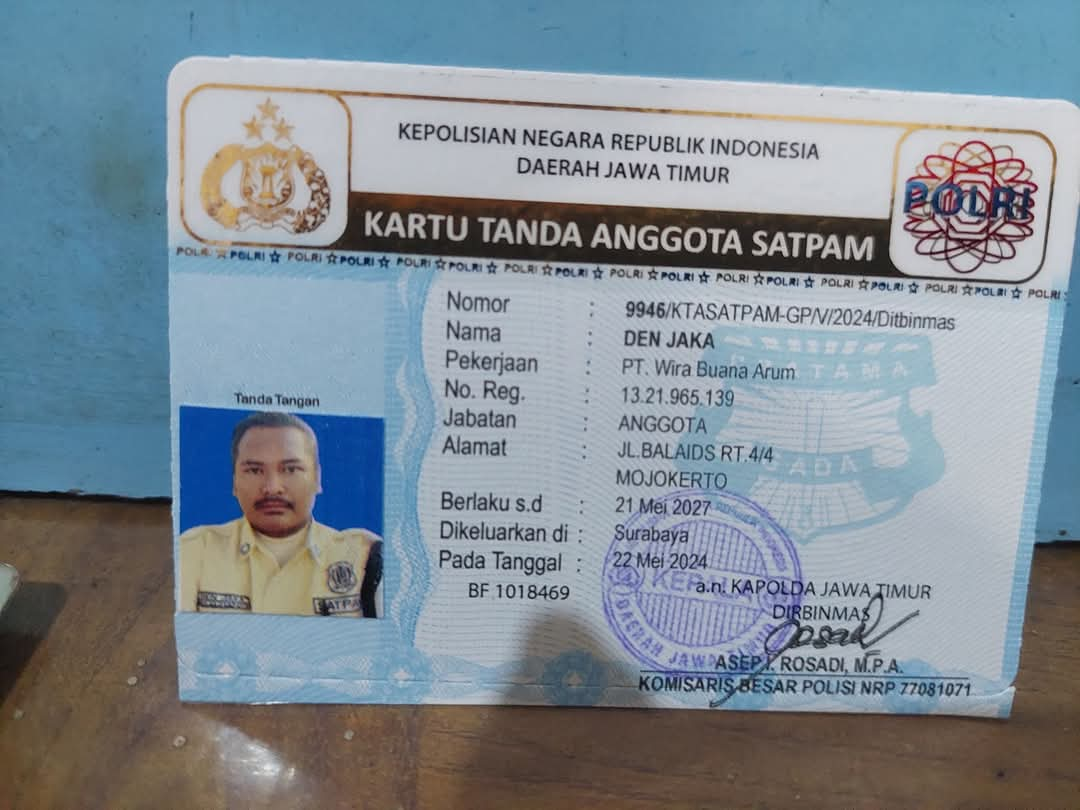 KEPOLISIAN NEGARA REPUBLIK INDONESIA
DAERAH JAWA TIMUR
POLRI
KARTU TANDA ANGGOTA SATPAM
POLRI ☆ POLRI ☆ POLRI ☆ POLRI ☆ POLRI ☆ POLRI ☆ POLRI ☆ POLRI ☆ POLRI ☆ POLRI ☆ POLRI ☆ POLRI ☆ POLRI ☆ POLRI ☆ POLRI ☆ POLRI ☆ POLRI
Nomor : 9946/KTASATPAM-GP/V/2024/Ditbinmas
Nama : DEN JAKA
Pekerjaan : PT. Wira Buana Arum
No. Reg. : 13.21.965.139
Jabatan : ANGGOTA
Alamat : JL.BALAIDS RT.4/4
MOJOKERTO
Berlaku s.d : 21 Mei 2027
Dikeluarkan di : Surabaya
Pada Tanggal : 22 Mei 2024
BF 1018469
a.n. KAPOLDA JAWA TIMUR
DIRBINMAS
ASEP I. ROSADI, M.P.A.
KOMISARIS BESAR POLISI NRP 77081071
Tanda Tangan
DEN JAKA
SATPAM
DAERAH JAWA TIMUR